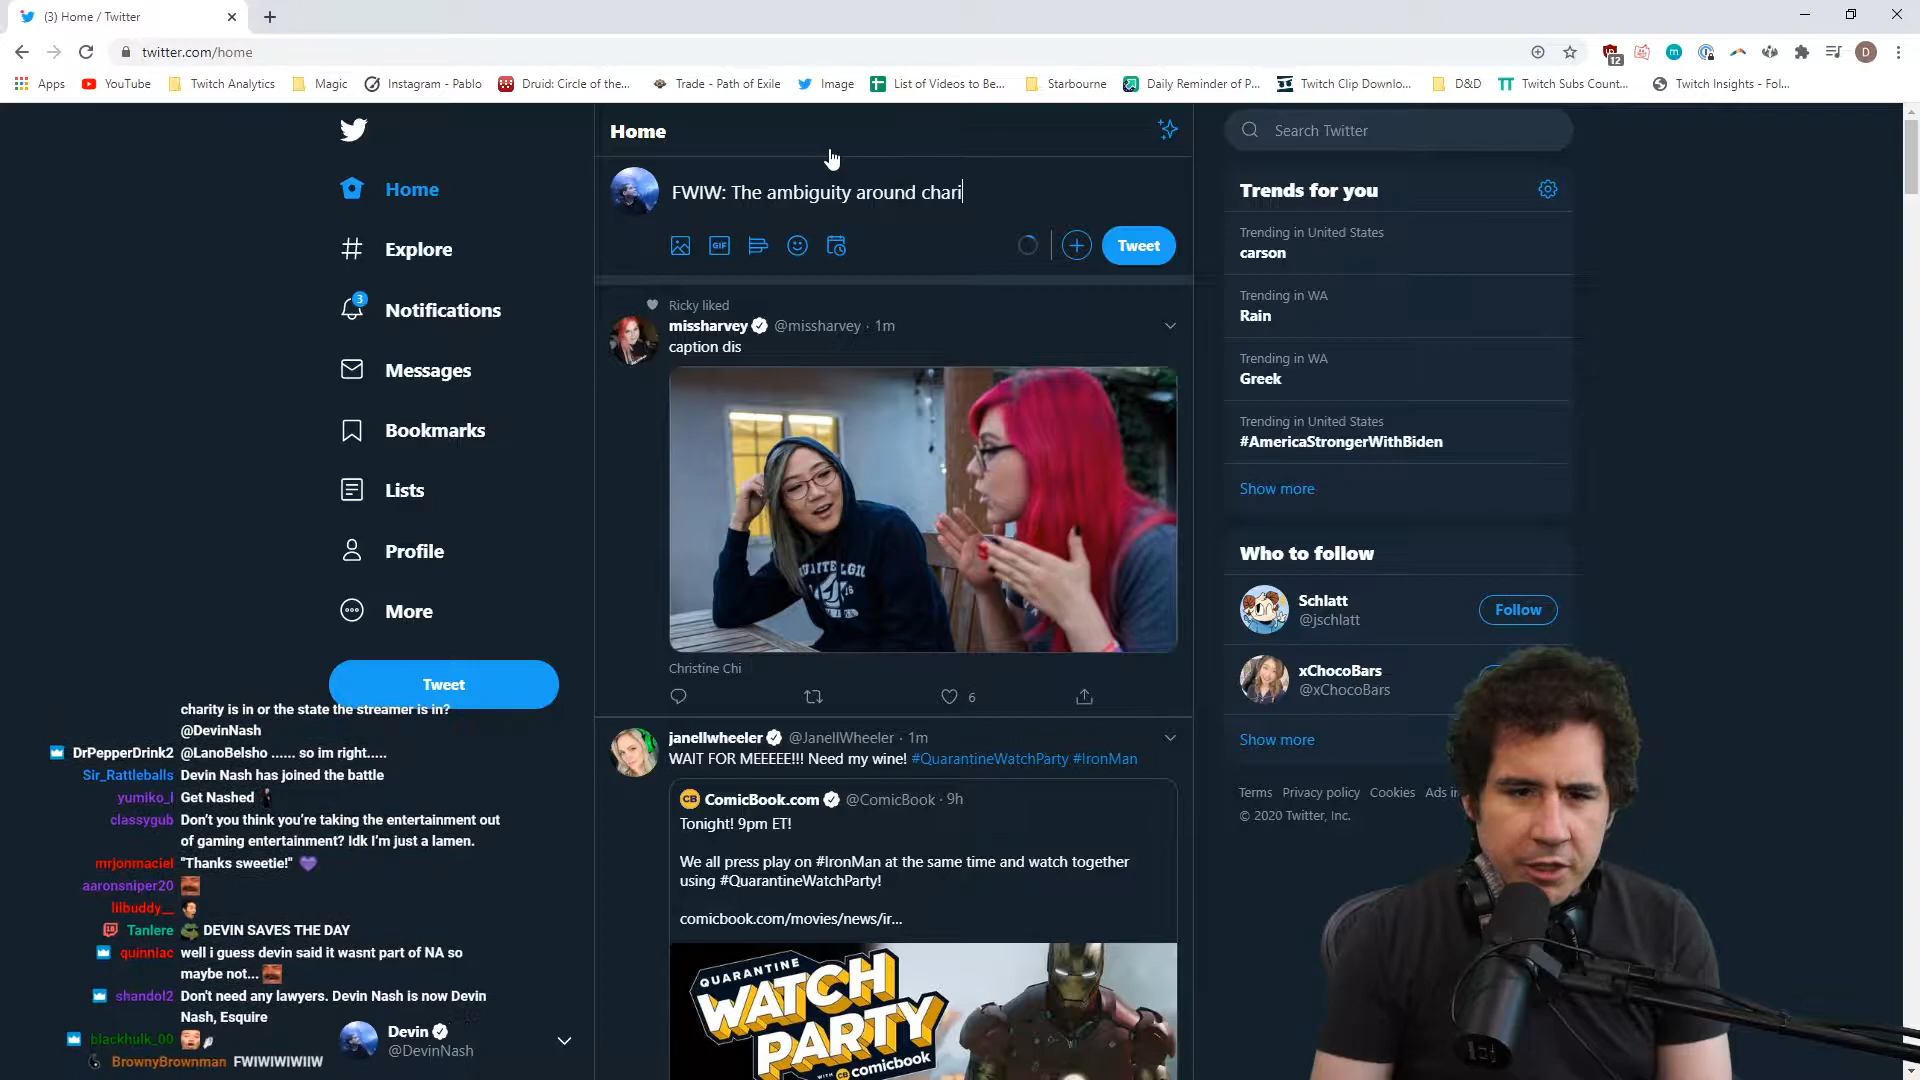 (3) Home / Twitter
twitter.com/home
12
D
Apps
YouTube
Twitch Analytics
Magic
Instagram - Pablo
Druid: Circle of the...
Trade - Path of Exile
Image
List of Videos to Be...
Starbourne
Daily Reminder of P...
Twitch Clip Downlo...
D&D
TT Twitch Subs Count...
Twitch Insights - Fol...
Home
Explore
3
Notifications
Messages
Bookmarks
Lists
Profile
More
Tweet
Home
FWIW: The ambiguity around chari
GIF
Tweet
Ricky liked
missharvey @missharvey · 1m
caption dis
Christine Chi
6
janellwheeler @JanellWheeler · 1m
WAIT FOR MEEEEE!!! Need my wine! #QuarantineWatchParty #IronMan
CB ComicBook.com @ComicBook · 9h
Tonight! 9pm ET!
We all press play on #IronMan at the same time and watch together
using #QuarantineWatchParty!
comicbook.com/movies/news/ir...
QUARANTINE
WATCH
PARTY
WITH CB comicbook
Search Twitter
Trends for you
Trending in United States
carson
Trending in WA
Rain
Trending in WA
Greek
Trending in United States
#AmericaStrongerWithBiden
Show more
Who to follow
Schlatt
@jschlatt
Follow
xChocoBars
@xChocoBars
Show more
Terms Privacy policy Cookies Ads
© 2020 Twitter, Inc.
charity is in or the state the streamer is in?
@DevinNash
DrPepperDrink2 @LanoBelsho ...... so im right.....
Sir_Rattleballs Devin Nash has joined the battle
yumiko_l Get Nashed
classygub Don't you think you're taking the entertainment out
of gaming entertainment? Idk I'm just a lamen.
mrjonmaciel "Thanks sweetie!"
aaronsniper20
lilbuddy__
Tanlere DEVIN SAVES THE DAY
quinniac well i guess devin said it wasnt part of NA so
maybe not...
shandol2 Don't need any lawyers. Devin Nash is now Devin
Nash, Esquire
blackhulk_00
BrownyBrownman FWIWIWIWIIW
Devin
@DevinNash